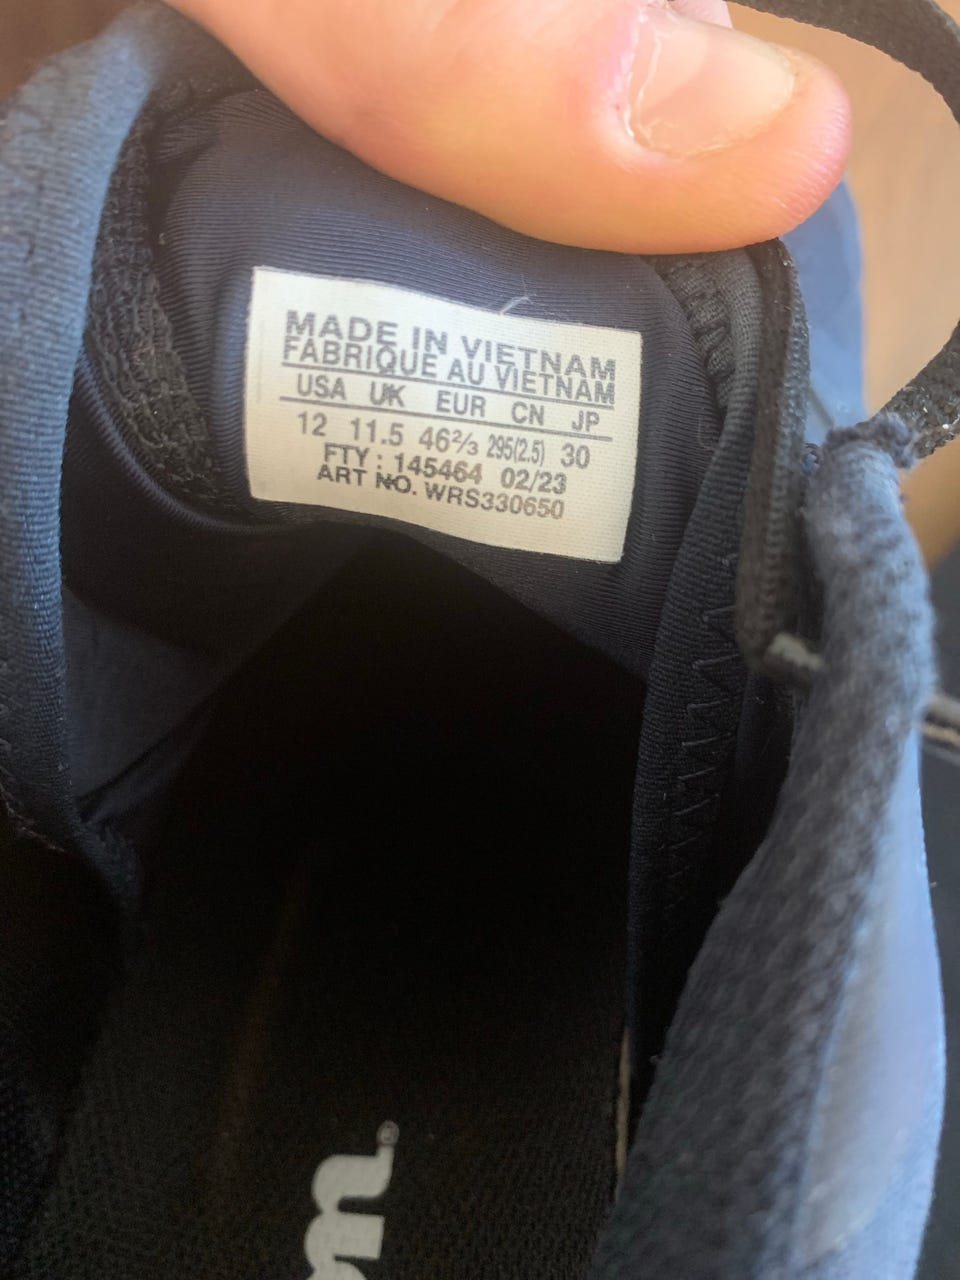 MADE IN VIETNAM
FABRIQUE AU VIETNAM
USA UK EUR CN JP
12 11.5 46⅔ 295(2.5) 30
FTY : 145464 02/23
ART NO. WRS330650